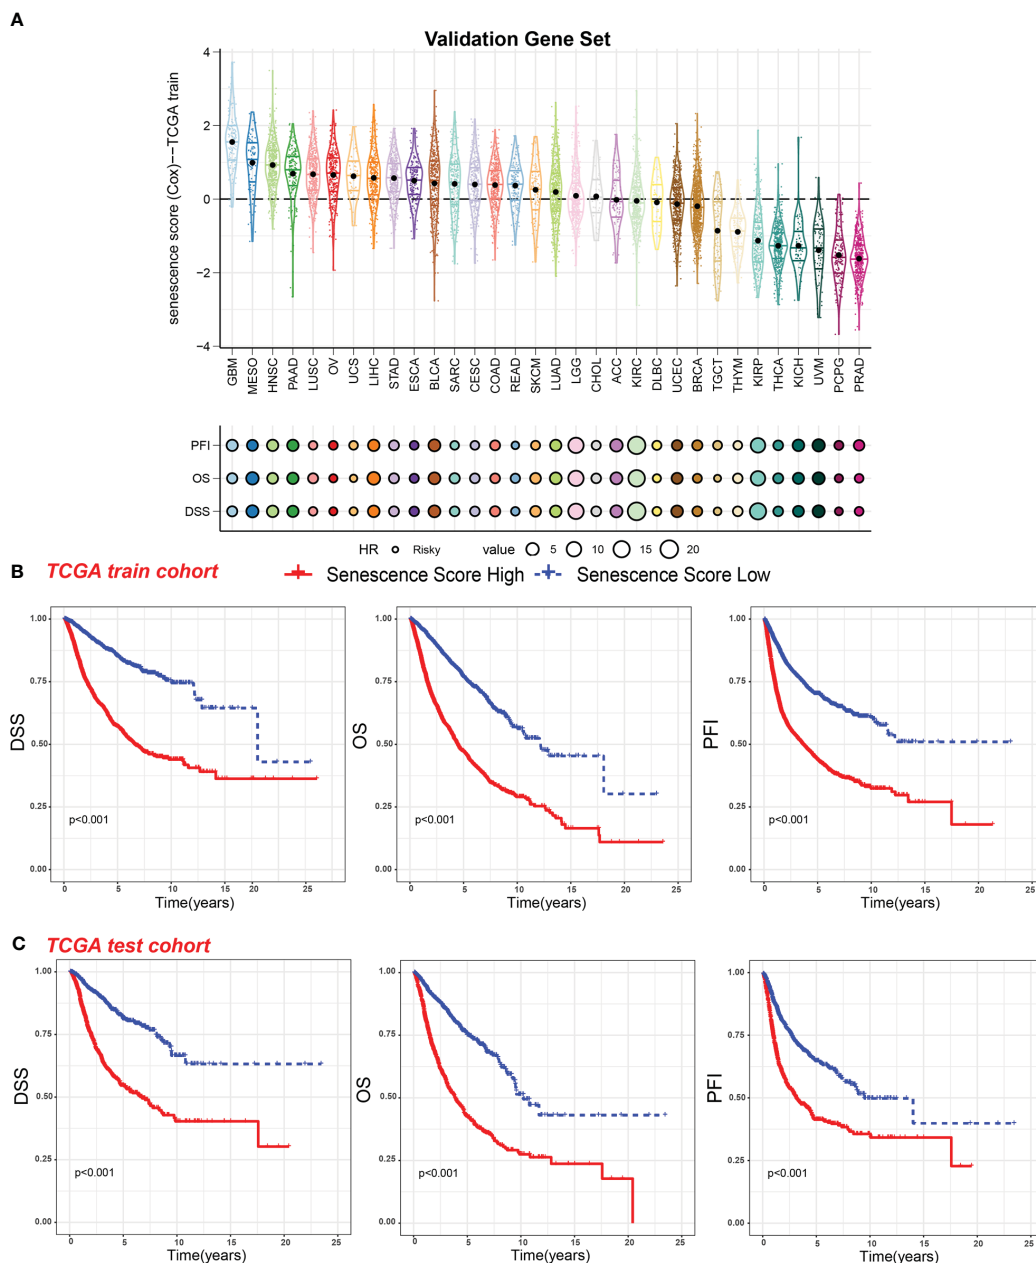 A
Validation Gene Set
senescence score (Cox)––TCGA train
4
2
0
−2
−4
GBM MESO HNSC PAAD LUSC OV UCS LIHC STAD ESCA BLCA SARC CESC COAD READ SKCM LUAD LGG CHOL ACC KIRC DLBC UCEC BRCA TGCT THYM KIRP THCA KICH UVM PCPG PRAD
PFI
OS
DSS
HR Risky value 5 10 15 20
B TCGA train cohort Senescence Score High Senescence Score Low
DSS
1.00
0.75
0.50
0.25
0.00
p<0.001
0 5 10 15 20 25
Time(years)
OS
1.00
0.75
0.50
0.25
0.00
p<0.001
0 5 10 15 20 25
Time(years)
PFI
1.00
0.75
0.50
0.25
0.00
p<0.001
0 5 10 15 20 25
Time(years)
C TCGA test cohort
DSS
1.00
0.75
0.50
0.25
0.00
p<0.001
0 5 10 15 20 25
Time(years)
OS
1.00
0.75
0.50
0.25
0.00
p<0.001
0 5 10 15 20 25
Time(years)
PFI
1.00
0.75
0.50
0.25
0.00
p<0.001
0 5 10 15 20 25
Time(years)